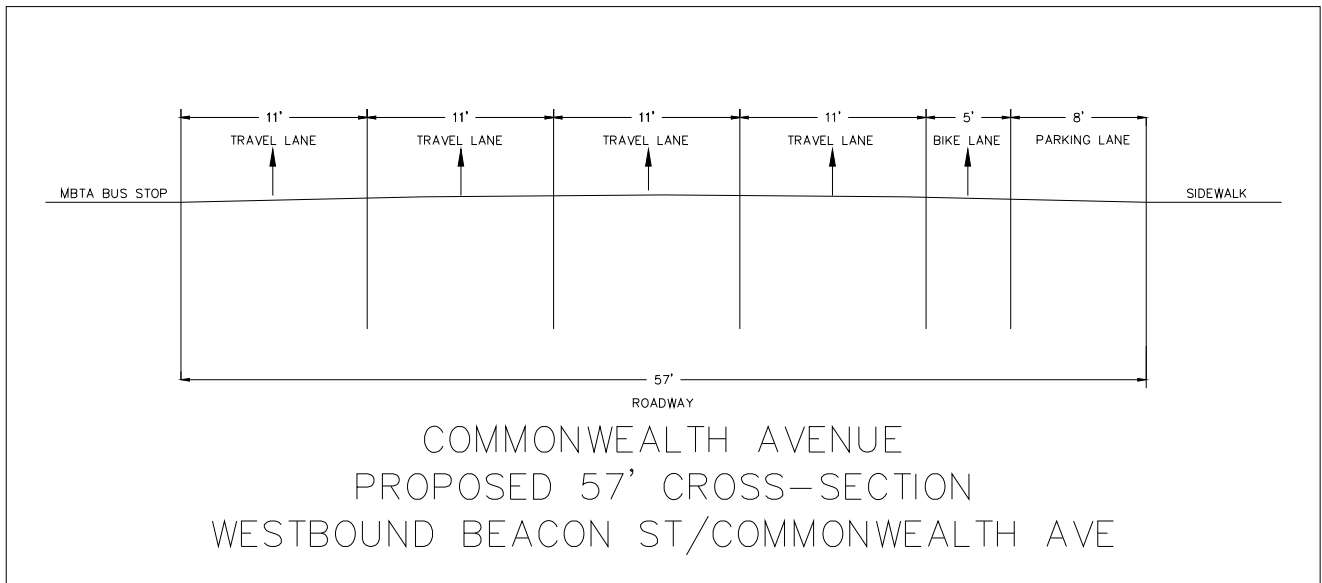 11' 11' 11' 11' 5' 8'
TRAVEL LANE TRAVEL LANE TRAVEL LANE TRAVEL LANE BIKE LANE PARKING LANE
MBTA BUS STOP SIDEWALK
57'
ROADWAY
COMMONWEALTH AVENUE
PROPOSED 57' CROSS-SECTION
WESTBOUND BEACON ST/COMMONWEALTH AVE